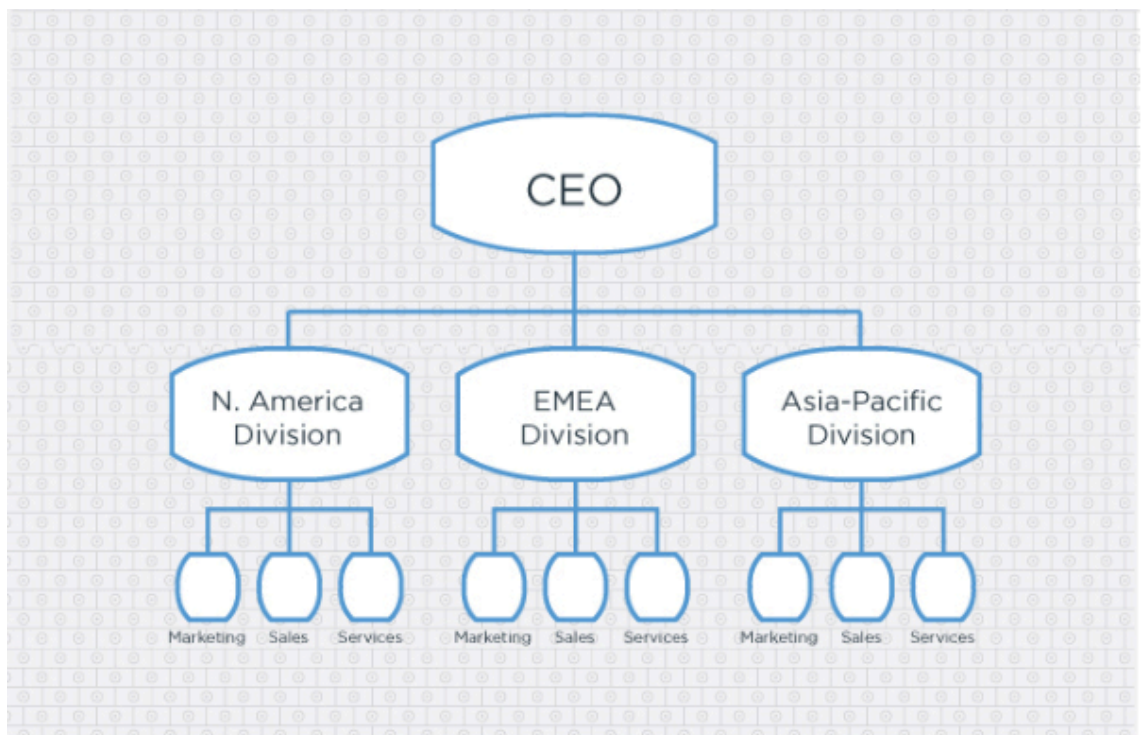 CEO
N. America
Division
EMEA
Division
Asia-Pacific
Division
Marketing Sales Services
Marketing Sales Services
Marketing Sales Services